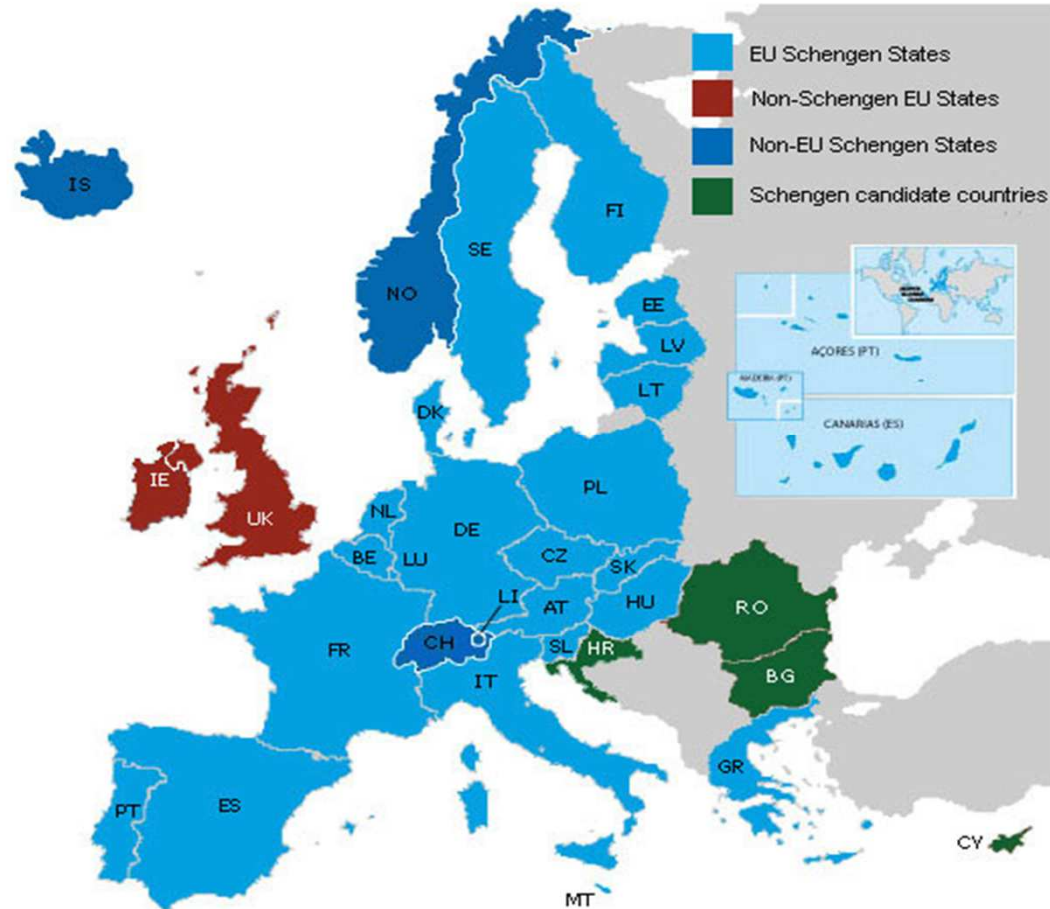 EU Schengen States
Non-Schengen EU States
Non-EU Schengen States
Schengen candidate countries
IS
FI
SE
NO
EE
LV
LT
DK
AÇORES (PT)
MADEIRA (PT)
CANARIAS (ES)
IE
UK
NL
PL
DE
BE
LU
CZ
SK
LI
AT
HU
RO
FR
CH
SL
HR
IT
BG
GR
PT
ES
CY
MT